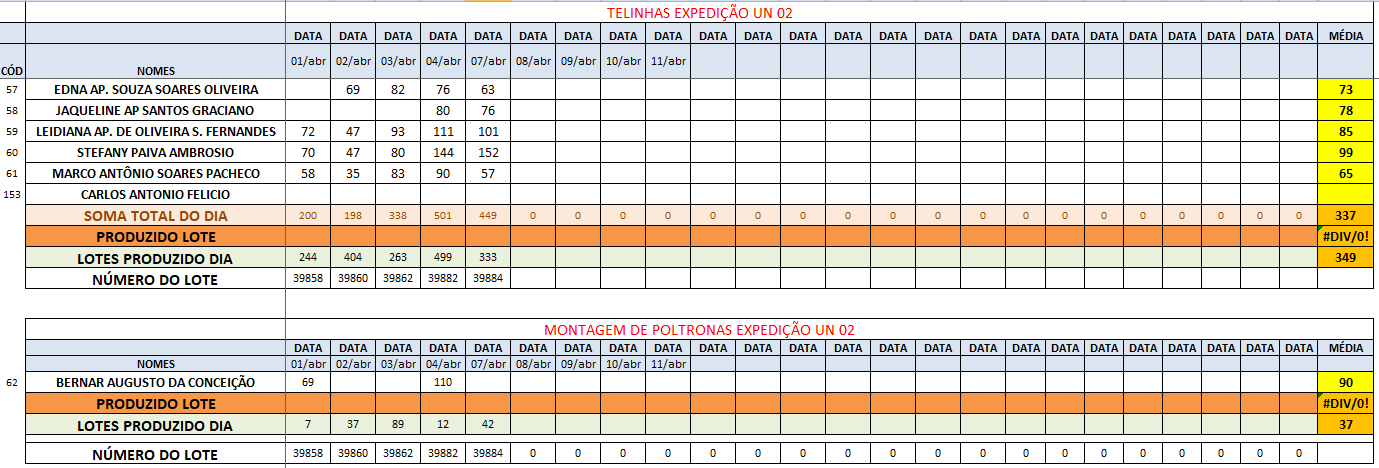 TELINHAS EXPEDIÇÃO UN 02
DATA DATA DATA DATA DATA DATA DATA DATA DATA DATA DATA DATA DATA DATA DATA DATA DATA DATA DATA DATA DATA DATA DATA DATA MÉDIA
CÓD NOMES 01/abr 02/abr 03/abr 04/abr 07/abr 08/abr 09/abr 10/abr 11/abr
57 EDNA AP. SOUZA SOARES OLIVEIRA 69 82 76 63 73
58 JAQUELINE AP SANTOS GRACIANO 80 76 78
59 LEIDIANA AP. DE OLIVEIRA S. FERNANDES 72 47 93 111 101 85
60 STEFANY PAIVA AMBROSIO 70 47 80 144 152 99
61 MARCO ANTÔNIO SOARES PACHECO 58 35 83 90 57 65
153 CARLOS ANTONIO FELICIO
SOMA TOTAL DO DIA 200 198 338 501 449 0 0 0 0 0 0 0 0 0 0 0 0 0 0 0 0 0 0 0 337
PRODUZIDO LOTE #DIV/0!
LOTES PRODUZIDO DIA 244 404 263 499 333 349
NÚMERO DO LOTE 39858 39860 39862 39882 39884
MONTAGEM DE POLTRONAS EXPEDIÇÃO UN 02
DATA DATA DATA DATA DATA DATA DATA DATA DATA DATA DATA DATA DATA DATA DATA DATA DATA DATA DATA DATA DATA DATA DATA DATA MÉDIA
NOMES 01/abr 02/abr 03/abr 04/abr 07/abr 08/abr 09/abr 10/abr 11/abr
62 BERNAR AUGUSTO DA CONCEIÇÃO 69 110 90
PRODUZIDO LOTE #DIV/0!
LOTES PRODUZIDO DIA 7 37 89 12 42 37
NÚMERO DO LOTE 39858 39860 39862 39882 39884 0 0 0 0 0 0 0 0 0 0 0 0 0 0 0 0 0 0 0